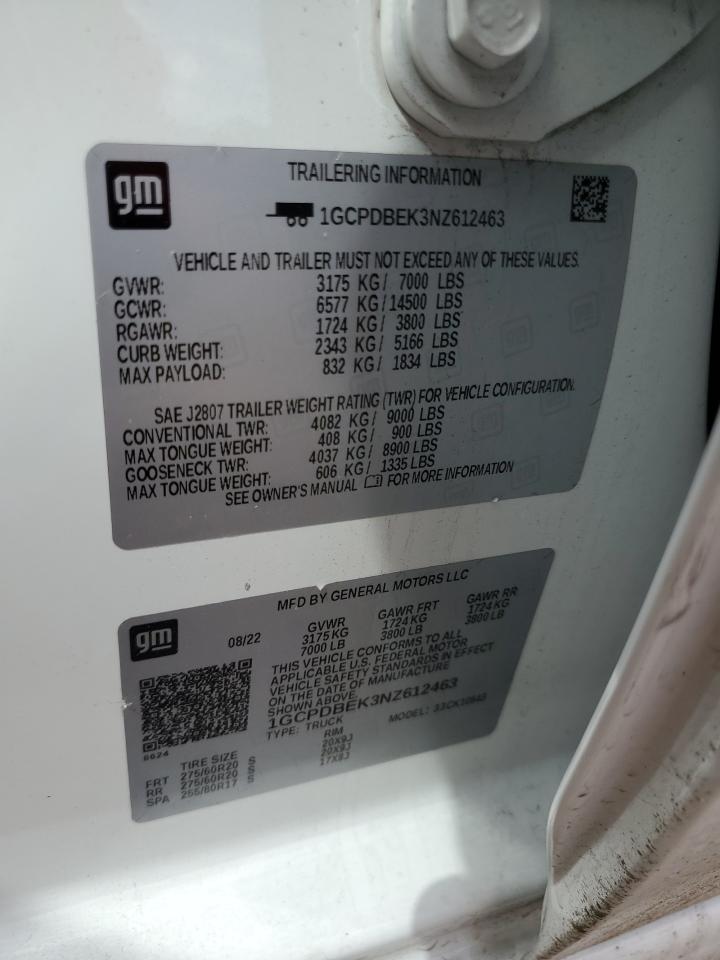 gm
TRAILERING INFORMATION
1GCPDBEK3NZ612463
VEHICLE AND TRAILER MUST NOT EXCEED ANY OF THESE VALUES.
GVWR: 3175 KG/ 7000 LBS
GCWR: 6577 KG/ 14500 LBS
RGAWR: 1724 KG/ 3800 LBS
CURB WEIGHT: 2343 KG/ 5166 LBS
MAX PAYLOAD: 832 KG/ 1834 LBS
SAE J2807 TRAILER WEIGHT RATING (TWR) FOR VEHICLE CONFIGURATION.
CONVENTIONAL TWR: 4082 KG/ 9000 LBS
MAX TONGUE WEIGHT: 408 KG/ 900 LBS
GOOSENECK TWR: 4037 KG/ 8900 LBS
MAX TONGUE WEIGHT: 606 KG/ 1335 LBS
SEE OWNER'S MANUAL FOR MORE INFORMATION
gm
MFD BY GENERAL MOTORS LLC
08/22 GVWR GAWR FRT GAWR RR
3175 KG 1724 KG 1724 KG
7000 LB 3800 LB 3800 LB
THIS VEHICLE CONFORMS TO ALL
APPLICABLE U.S. FEDERAL MOTOR
VEHICLE SAFETY STANDARDS IN EFFECT
ON THE DATE OF MANUFACTURE
SHOWN ABOVE.
1GCPDBEK3NZ612463
TYPE: TRUCK MODEL:
6624
TIRE SIZE RIM
FRT 275/60R20 S 20X9J
RR 275/60R20 S 20X9J
SPA 255/80R17 S 17X8J